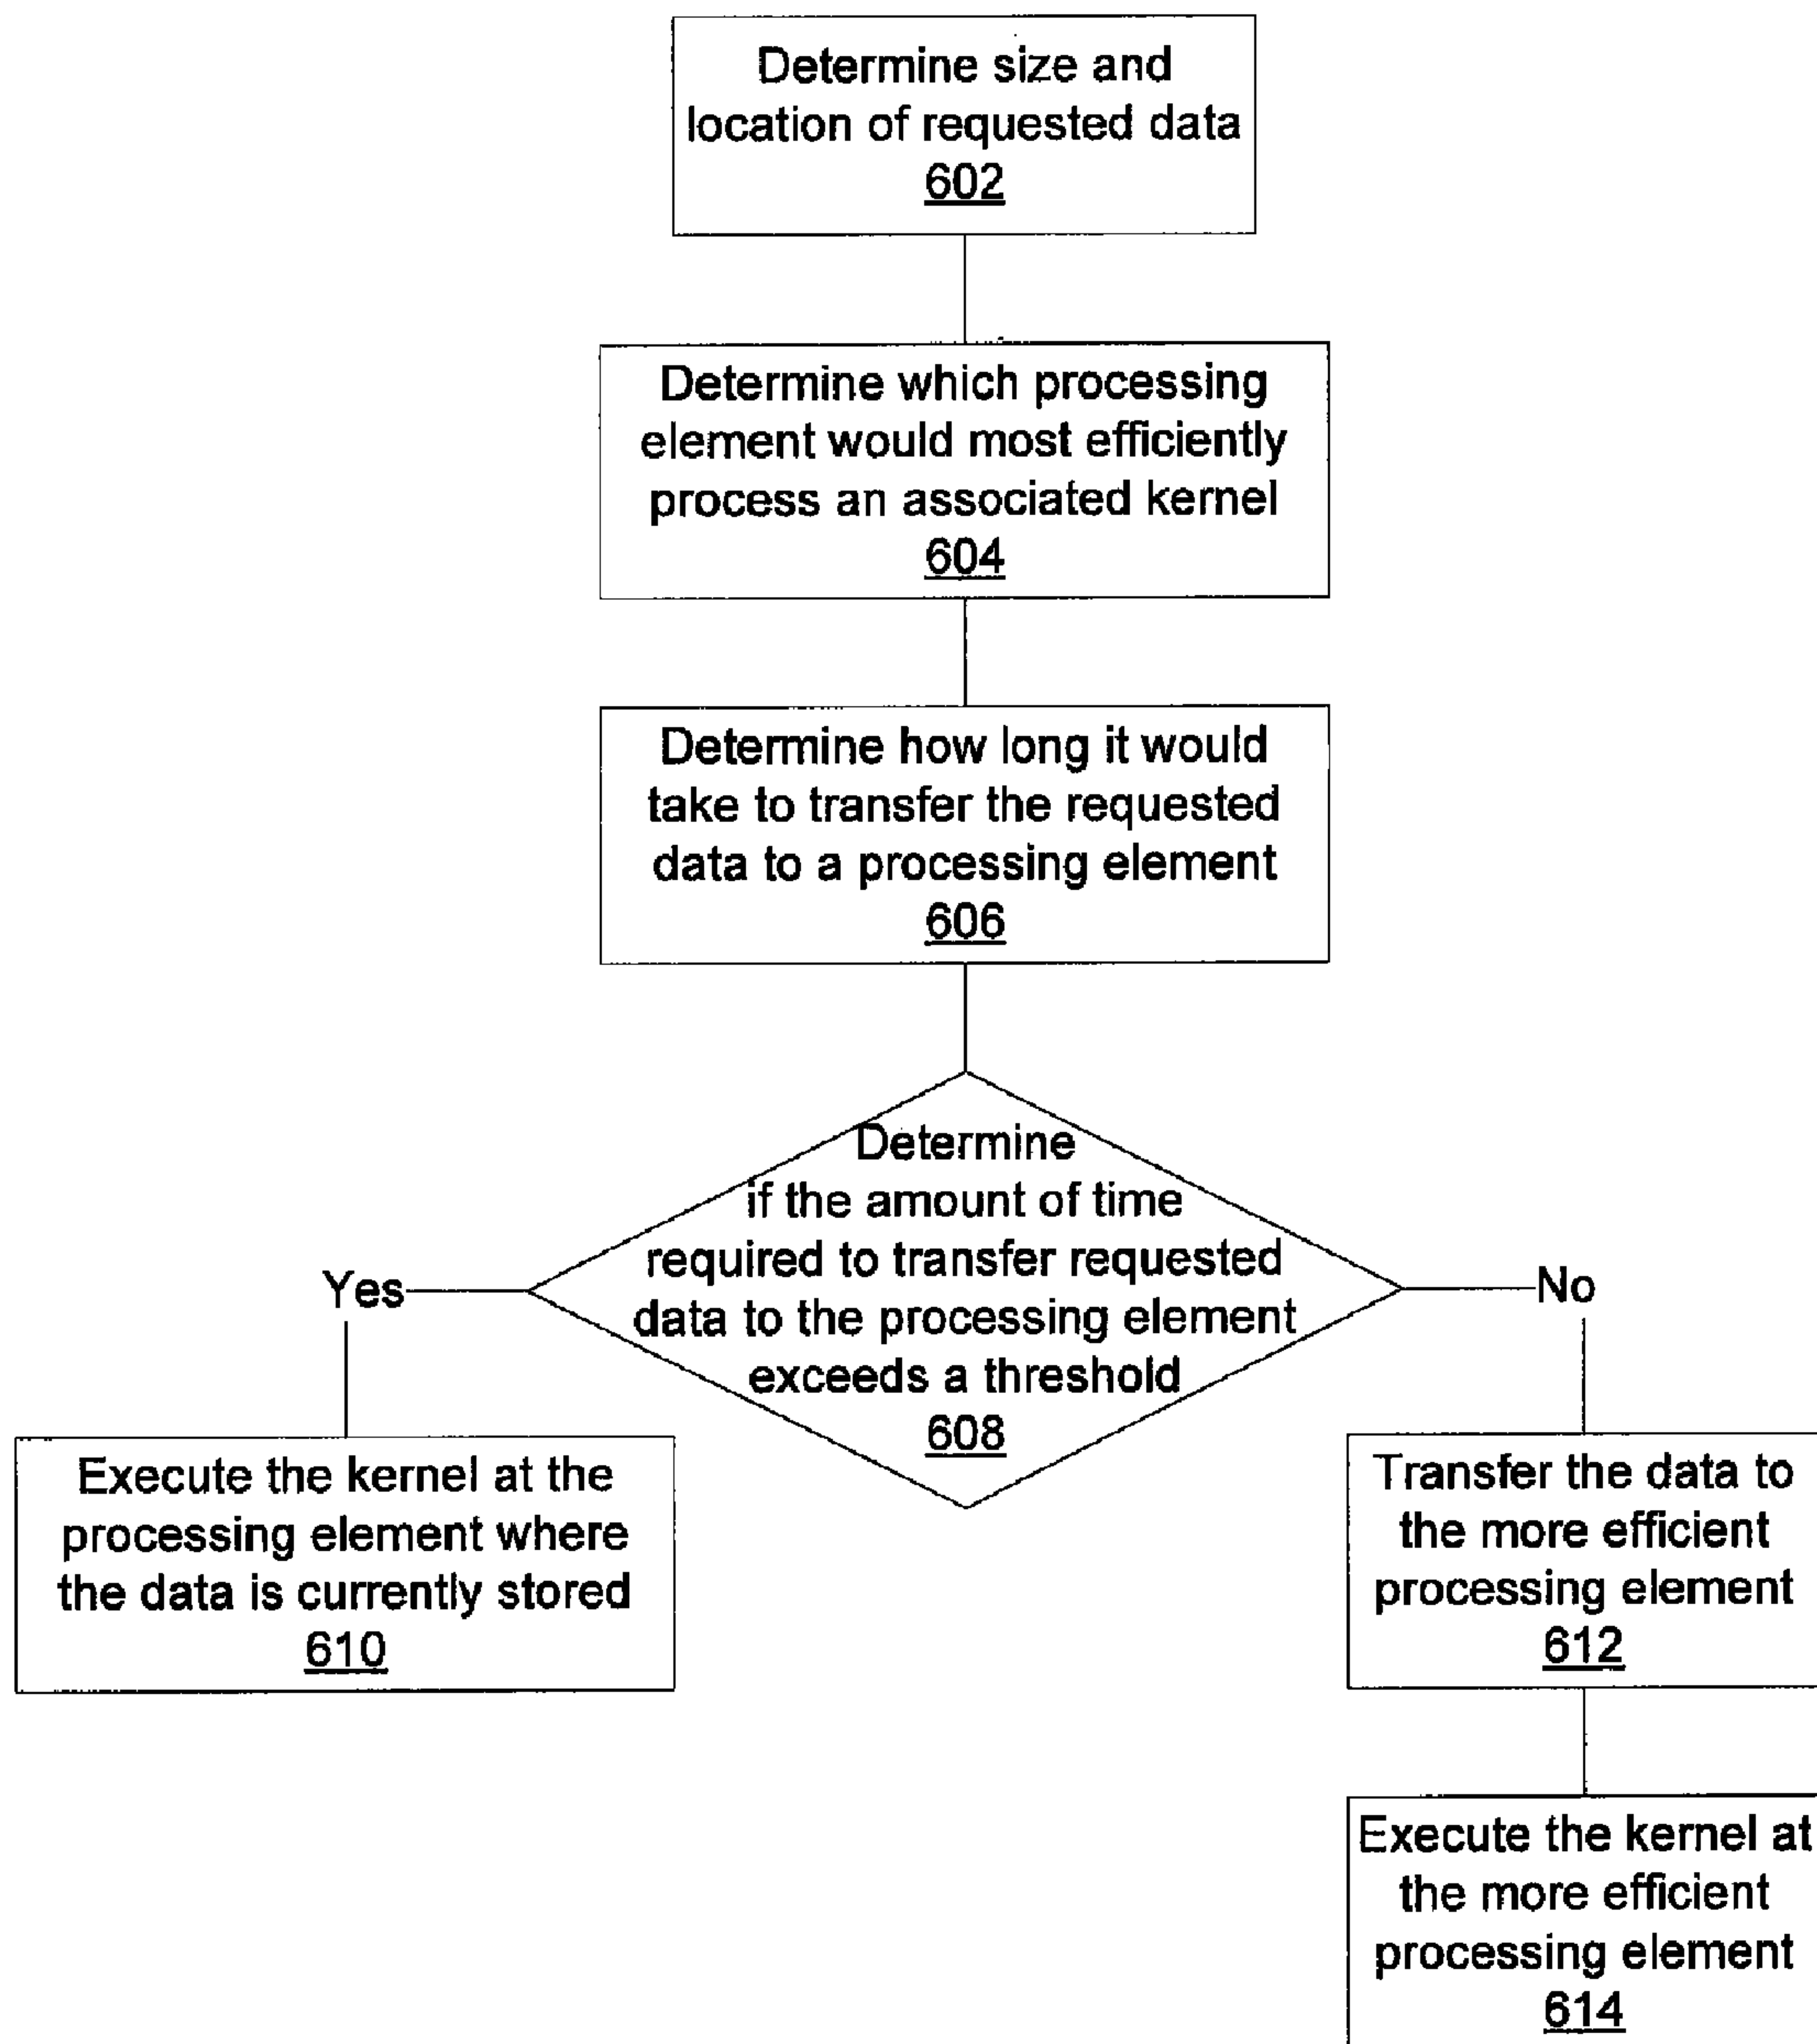 Determine size and
location of requested data
602
Determine which processing
element would most efficiently
process an associated kernel
604
Determine how long it would
take to transfer the requested
data to a processing element
606
Determine
if the amount of time
required to transfer requested
data to the processing element
exceeds a threshold
608
Yes
No
Execute the kernel at the
processing element where
the data is currently stored
610
Transfer the data to
the more efficient
processing element
612
Execute the kernel at
the more efficient
processing element
614